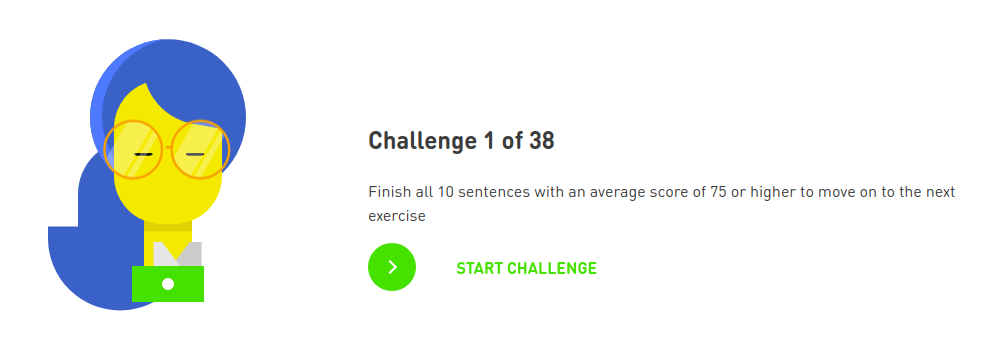 Challenge 1 of 38
Finish all 10 sentences with an average score of 75 or higher to move on to the next
exercise
START CHALLENGE